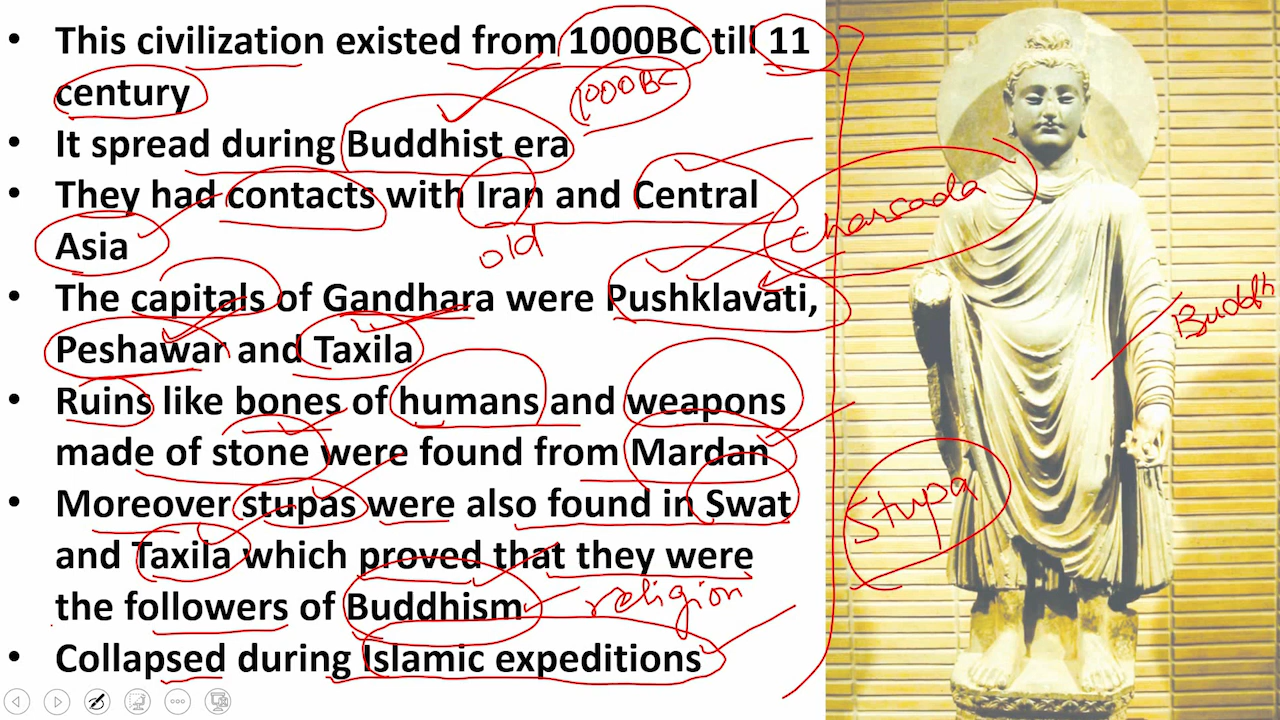 • This civilization existed from 1000BC till 11
century
1000BC
• It spread during Buddhist era
• They had contacts with Iran and Central
Asia
old
charsada
• The capitals of Gandhara were Pushklavati,
Peshawar and Taxila
Buddh
• Ruins like bones of humans and weapons
made of stone were found from Mardan
• Moreover stupas were also found in Swat
and Taxila which proved that they were
the followers of Buddhism
religion
Stupa
• Collapsed during Islamic expeditions